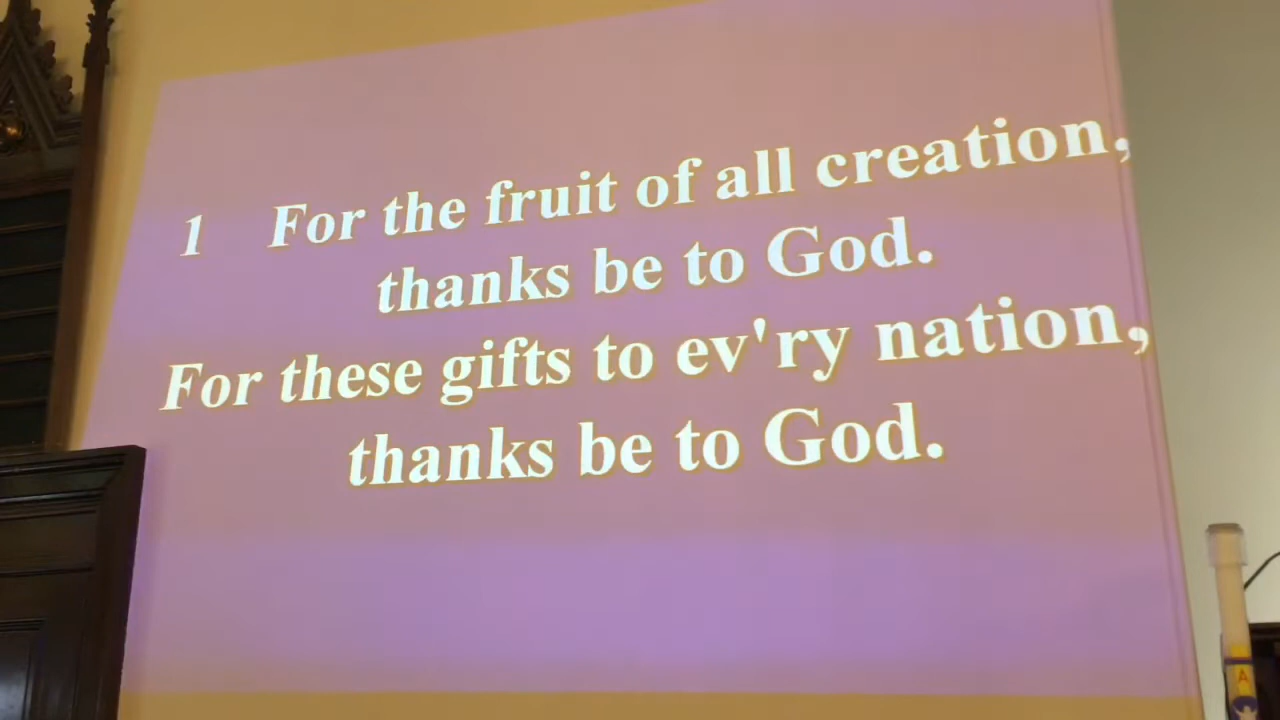 1 For the fruit of all creation,
thanks be to God.
For these gifts to ev'ry nation,
thanks be to God.
A